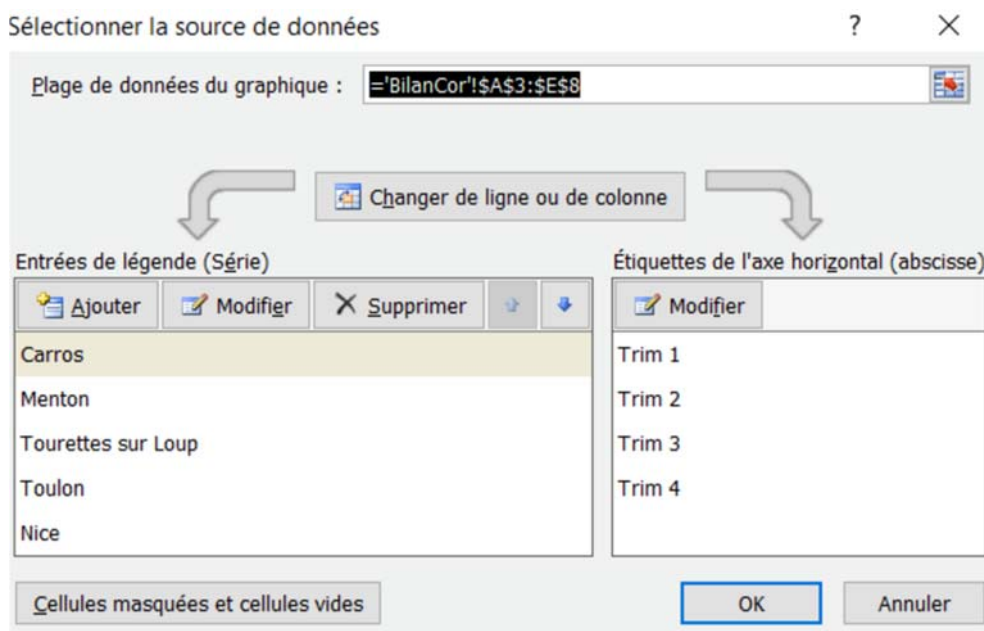 Sélectionner la source de données ?
Plage de données du graphique : ='BilanCor'!$A$3:$E$8
Changer de ligne ou de colonne
Entrées de légende (Série)
Ajouter Modifier Supprimer
Carros
Menton
Tourettes sur Loup
Toulon
Nice
Étiquettes de l'axe horizontal (abscisse)
Modifier
Trim 1
Trim 2
Trim 3
Trim 4
Cellules masquées et cellules vides
OK Annuler